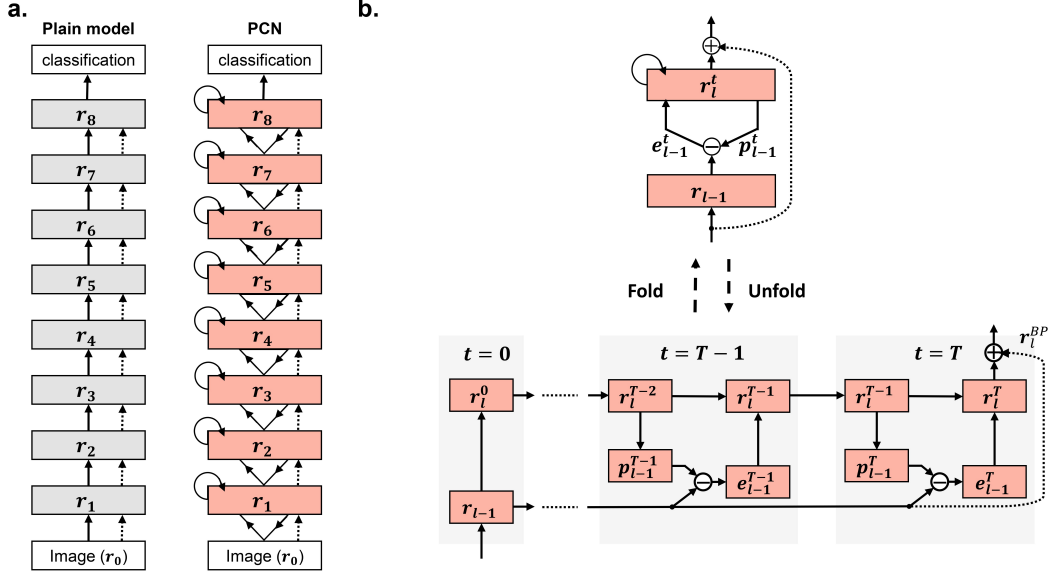 a.
Plain model
classification
r₈
r₇
r₆
r₅
r₄
r₃
r₂
r₁
Image (r₀)
PCN
classification
r₈
r₇
r₆
r₅
r₄
r₃
r₂
r₁
Image (r₀)
b.
+
r_l^t
e_{l−1}^t − p_{l−1}^t
r_{l−1}
Fold Unfold
t = 0 t = T − 1 t = T
+ r_l^{BP}
r_l^0 r_l^{T−2} r_l^{T−1} r_l^{T−1} r_l^T
p_{l−1}^{T−1} − e_{l−1}^{T−1} p_{l−1}^T − e_{l−1}^T
r_{l−1}